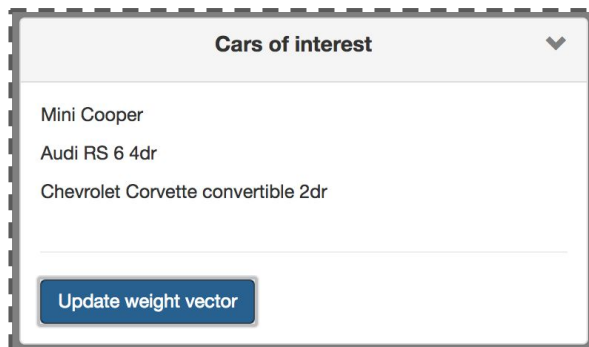 Cars of interest
Mini Cooper
Audi RS 6 4dr
Chevrolet Corvette convertible 2dr
Update weight vector